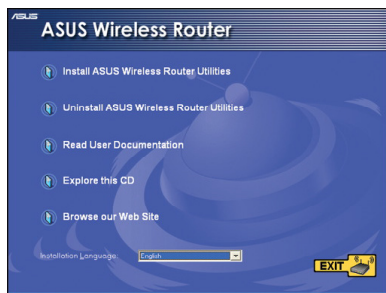 ASUS
ASUS Wireless Router
Install ASUS Wireless Router Utilities
Uninstall ASUS Wireless Router Utilities
Read User Documentation
Explore this CD
Browse our Web Site
Installation Language: English
EXIT